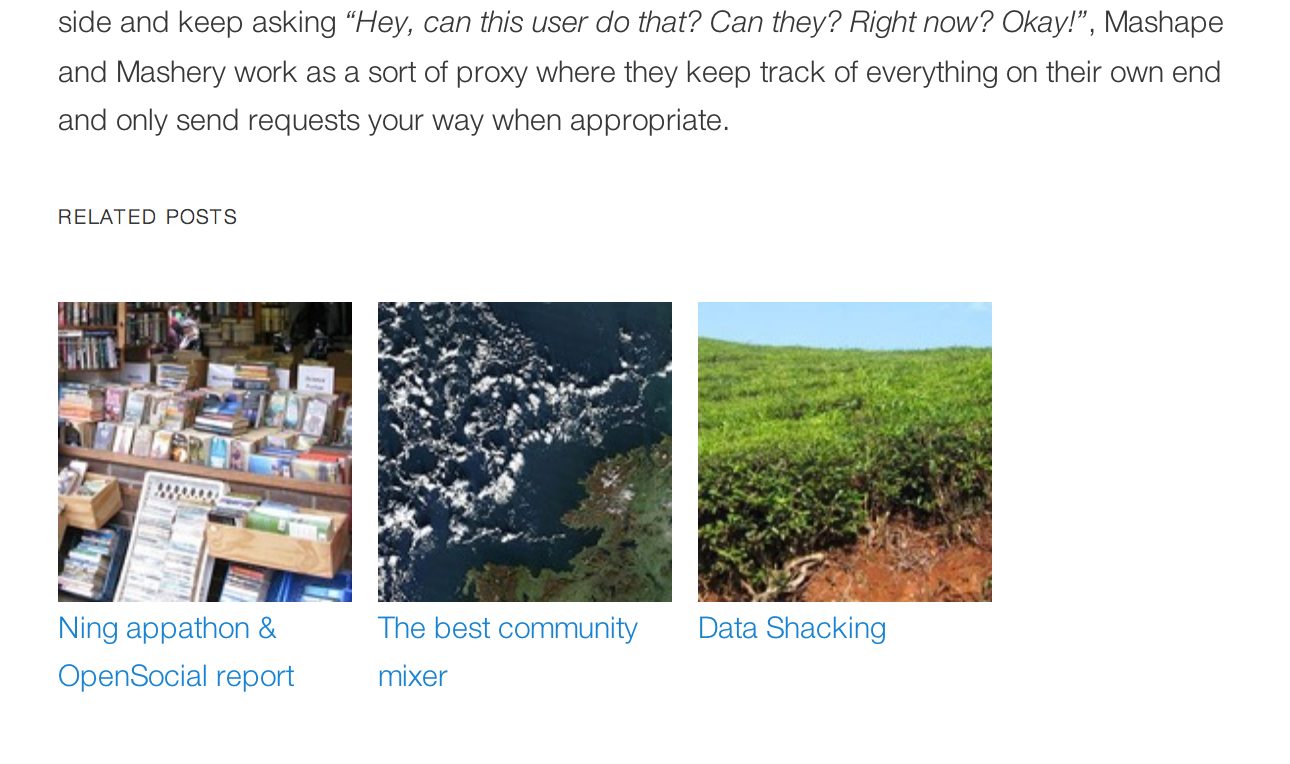 side and keep asking “Hey, can this user do that? Can they? Right now? Okay!”, Mashape
and Mashery work as a sort of proxy where they keep track of everything on their own end
and only send requests your way when appropriate.
RELATED POSTS
Ning appathon &
OpenSocial report
The best community
mixer
Data Shacking